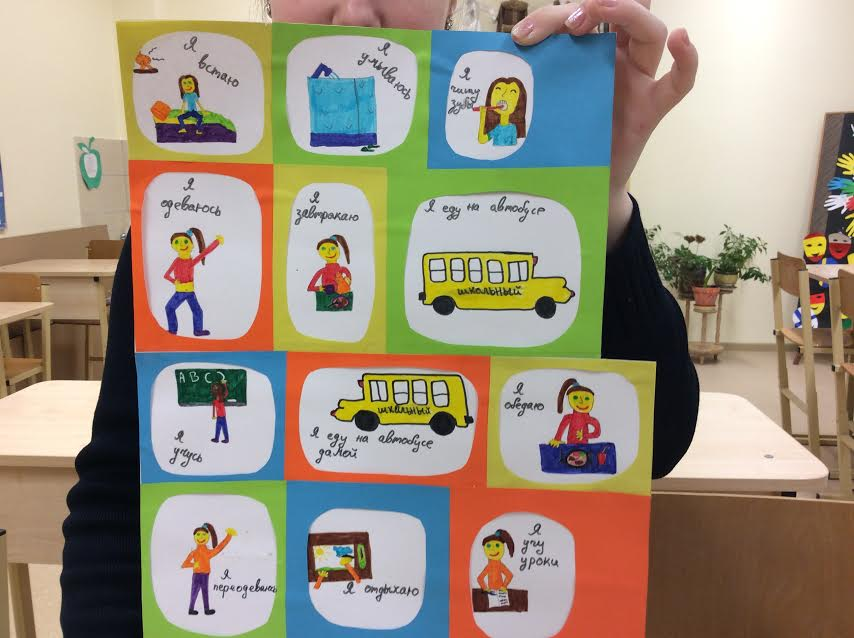 Я
встаю
Я
умываюсь
Я
чищу
зубы
Я
одеваюсь
Я
завтракаю
Я еду на автобусе
школьный
A B C D
Я
учусь
школьный
Я еду на автобусе
далой
Я
обедаю
Я
переодеваюсь
Я отдыхаю
Я
учу
уроки